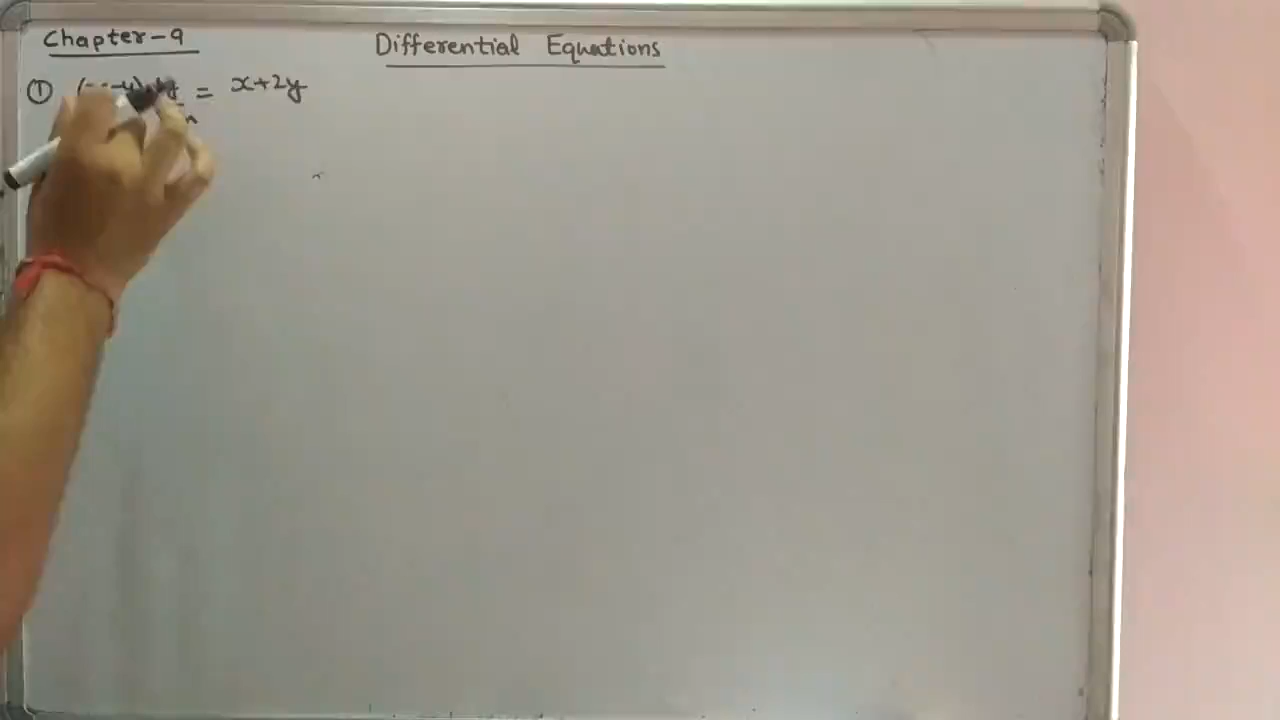 Chapter-9
Differential Equations
① = x+2y